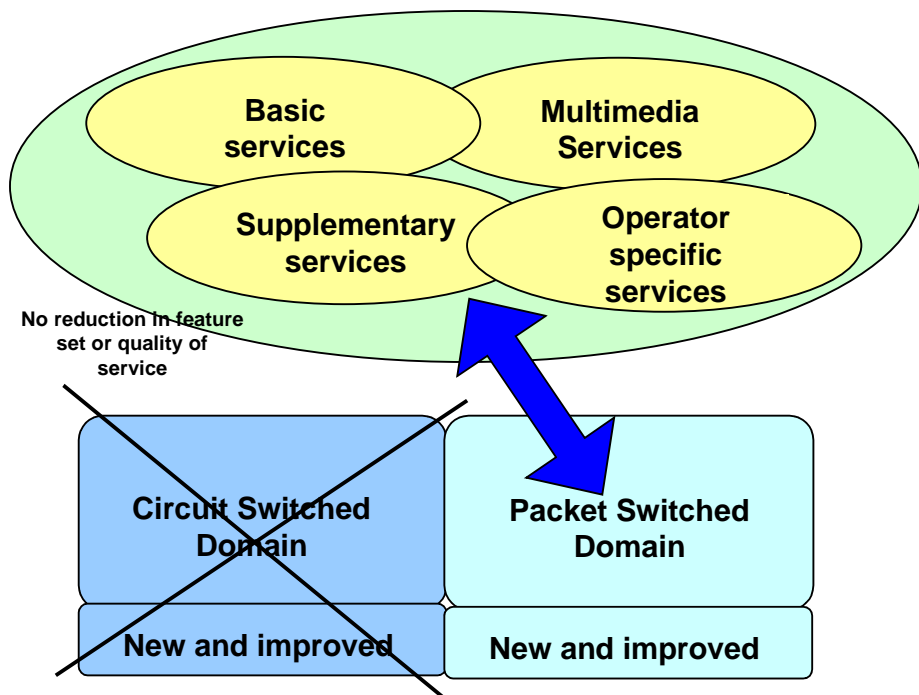 Basic
services
Multimedia
Services
Supplementary
services
Operator
specific
services
No reduction in feature
set or quality of
service
Circuit Switched
Domain
Packet Switched
Domain
New and improved
New and improved